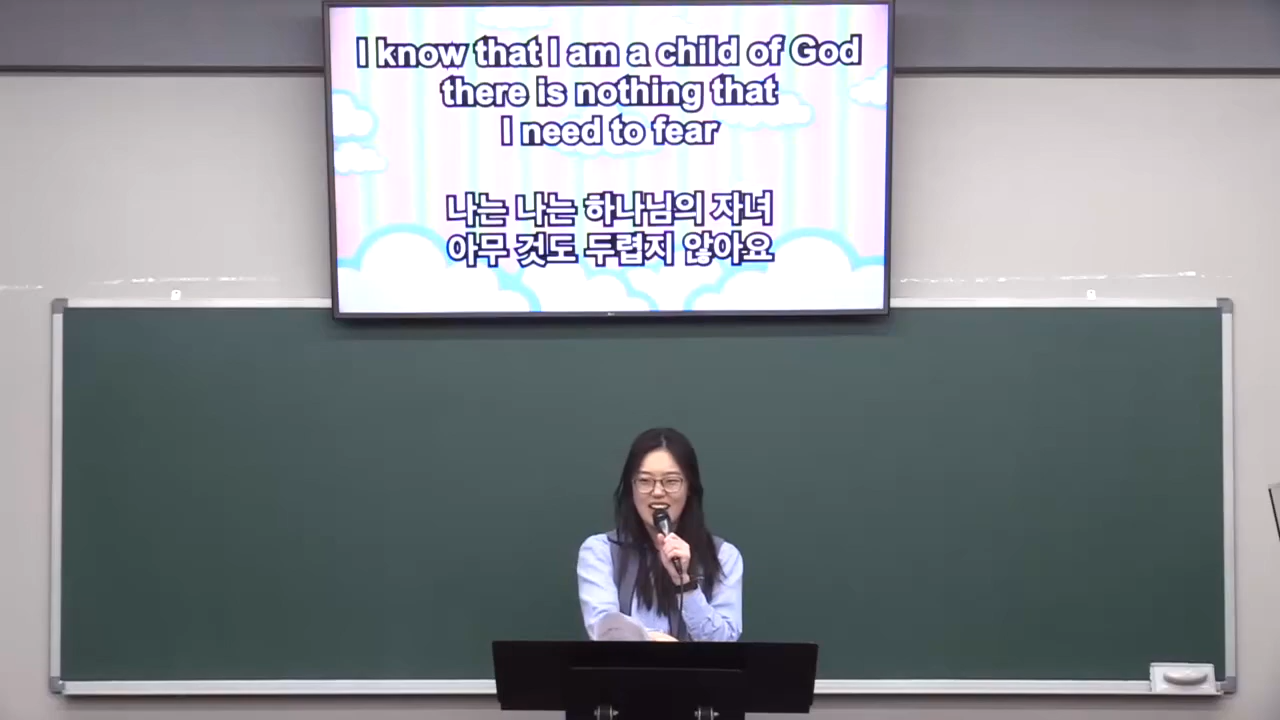 I know that I am a child of God
there is nothing that
I need to fear
나는 나는 하나님의 자녀
아무 것도 두렵지 않아요